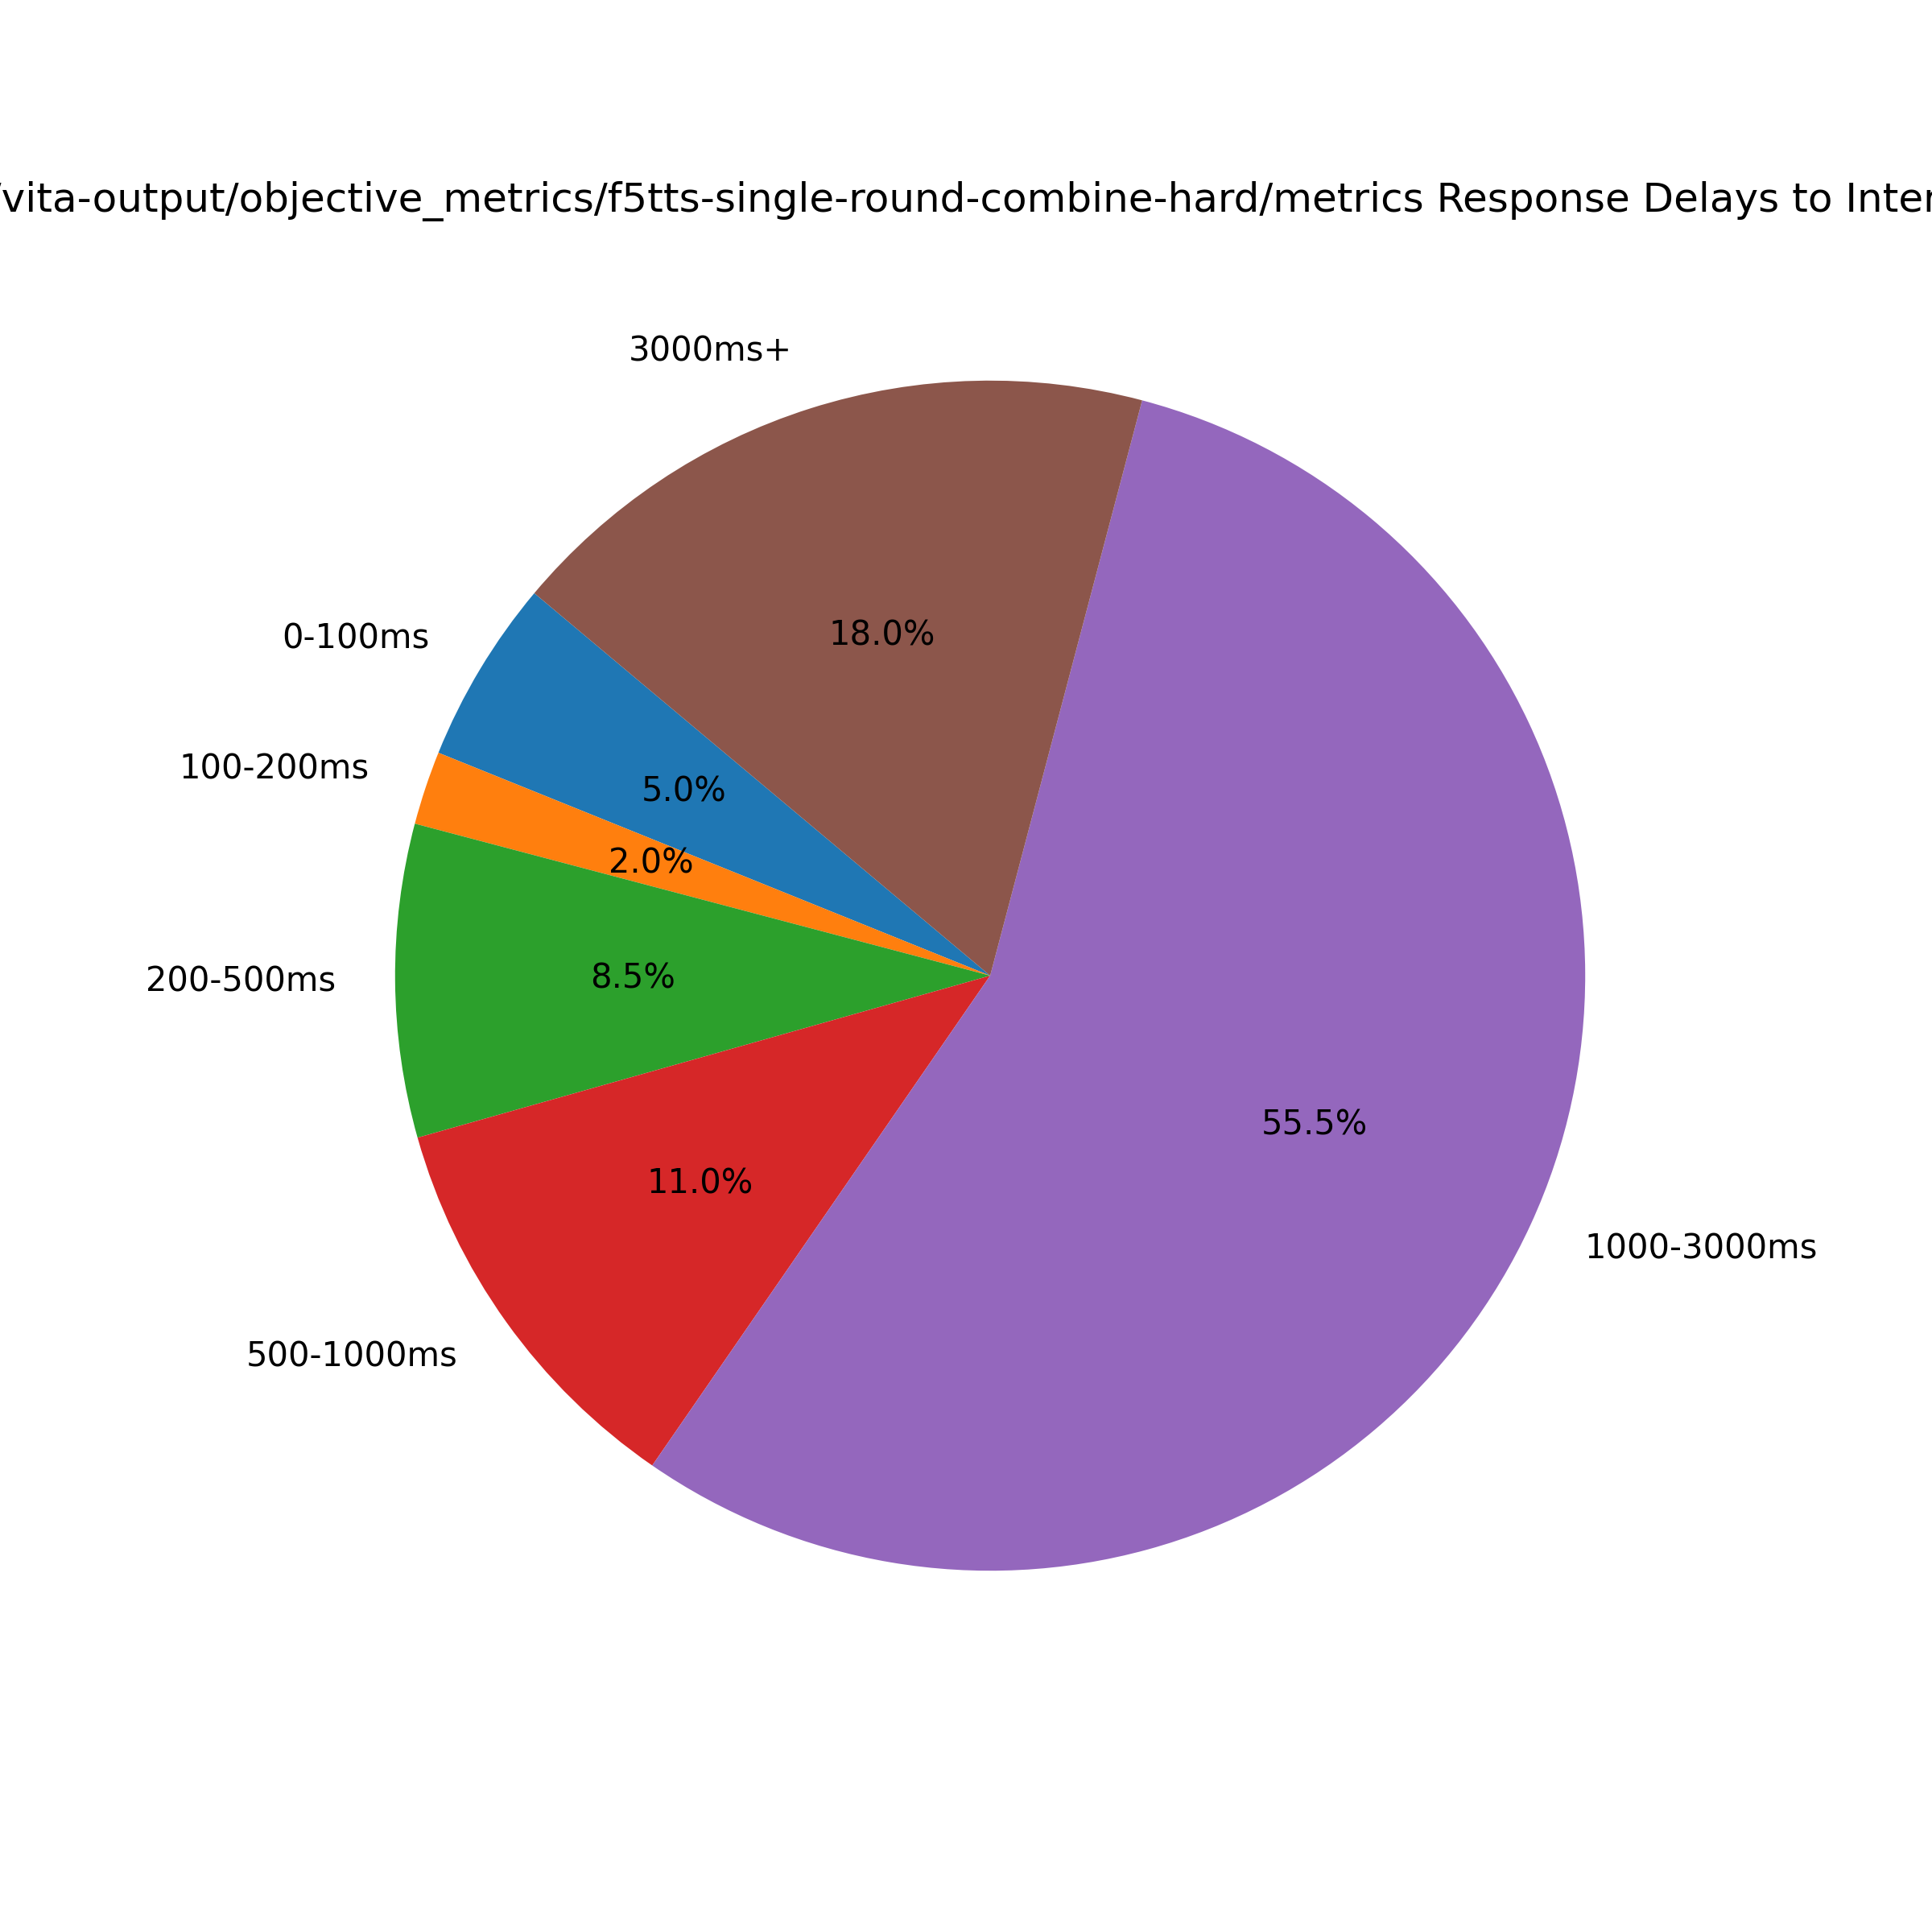 /vita-output/objective_metrics/f5tts-single-round-combine-hard/metrics Response Delays to
3000ms+
18.0%
0-100ms
5.0%
100-200ms
2.0%
200-500ms
8.5%
11.0%
55.5%
1000-3000ms
500-1000ms